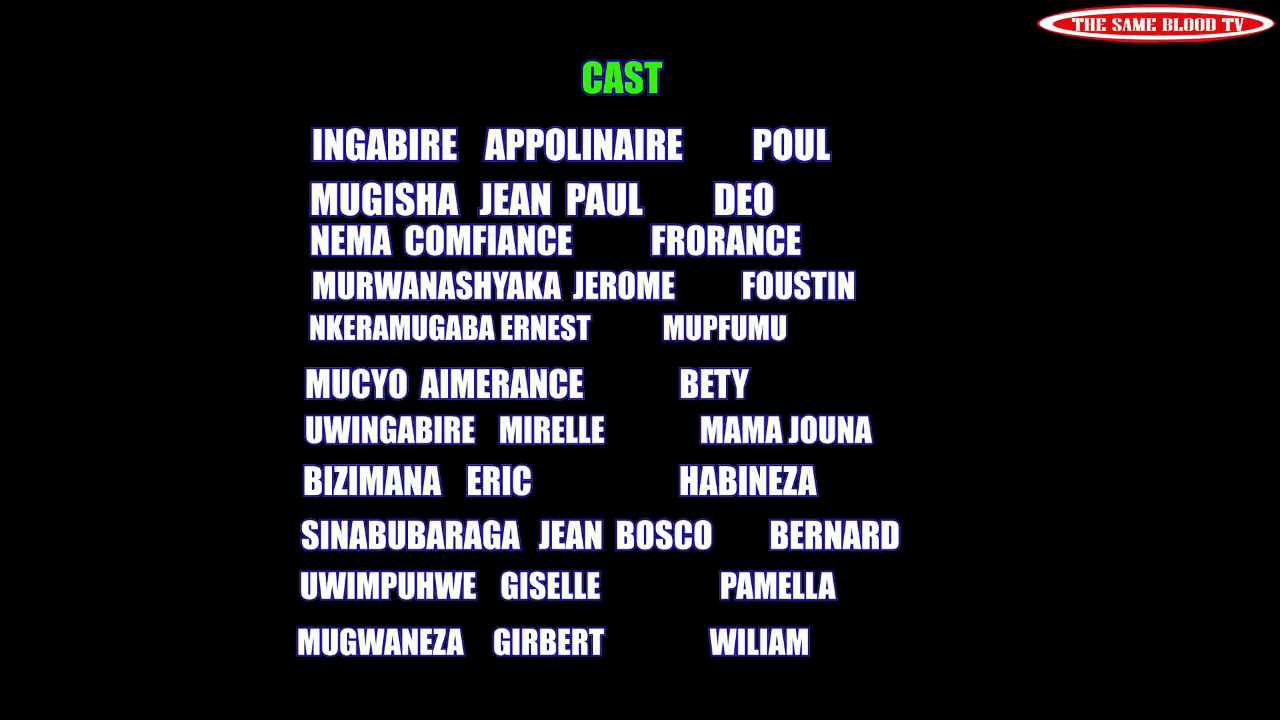 THE SAME BLOOD TV
CAST
INGABIRE APPOLINAIRE POUL
MUGISHA JEAN PAUL DEO
NEMA COMFIANCE FRORANCE
MURWANASHYAKA JEROME FOUSTIN
NKERAMUGABA ERNEST MUPFUMU
MUCYO AIMERANCE BETY
UWINGABIRE MIRELLE MAMA JOUNA
BIZIMANA ERIC HABINEZA
SINABUBARAGA JEAN BOSCO BERNARD
UWIMPUHWE GISELLE PAMELLA
MUGWANEZA GIRBERT WILIAM